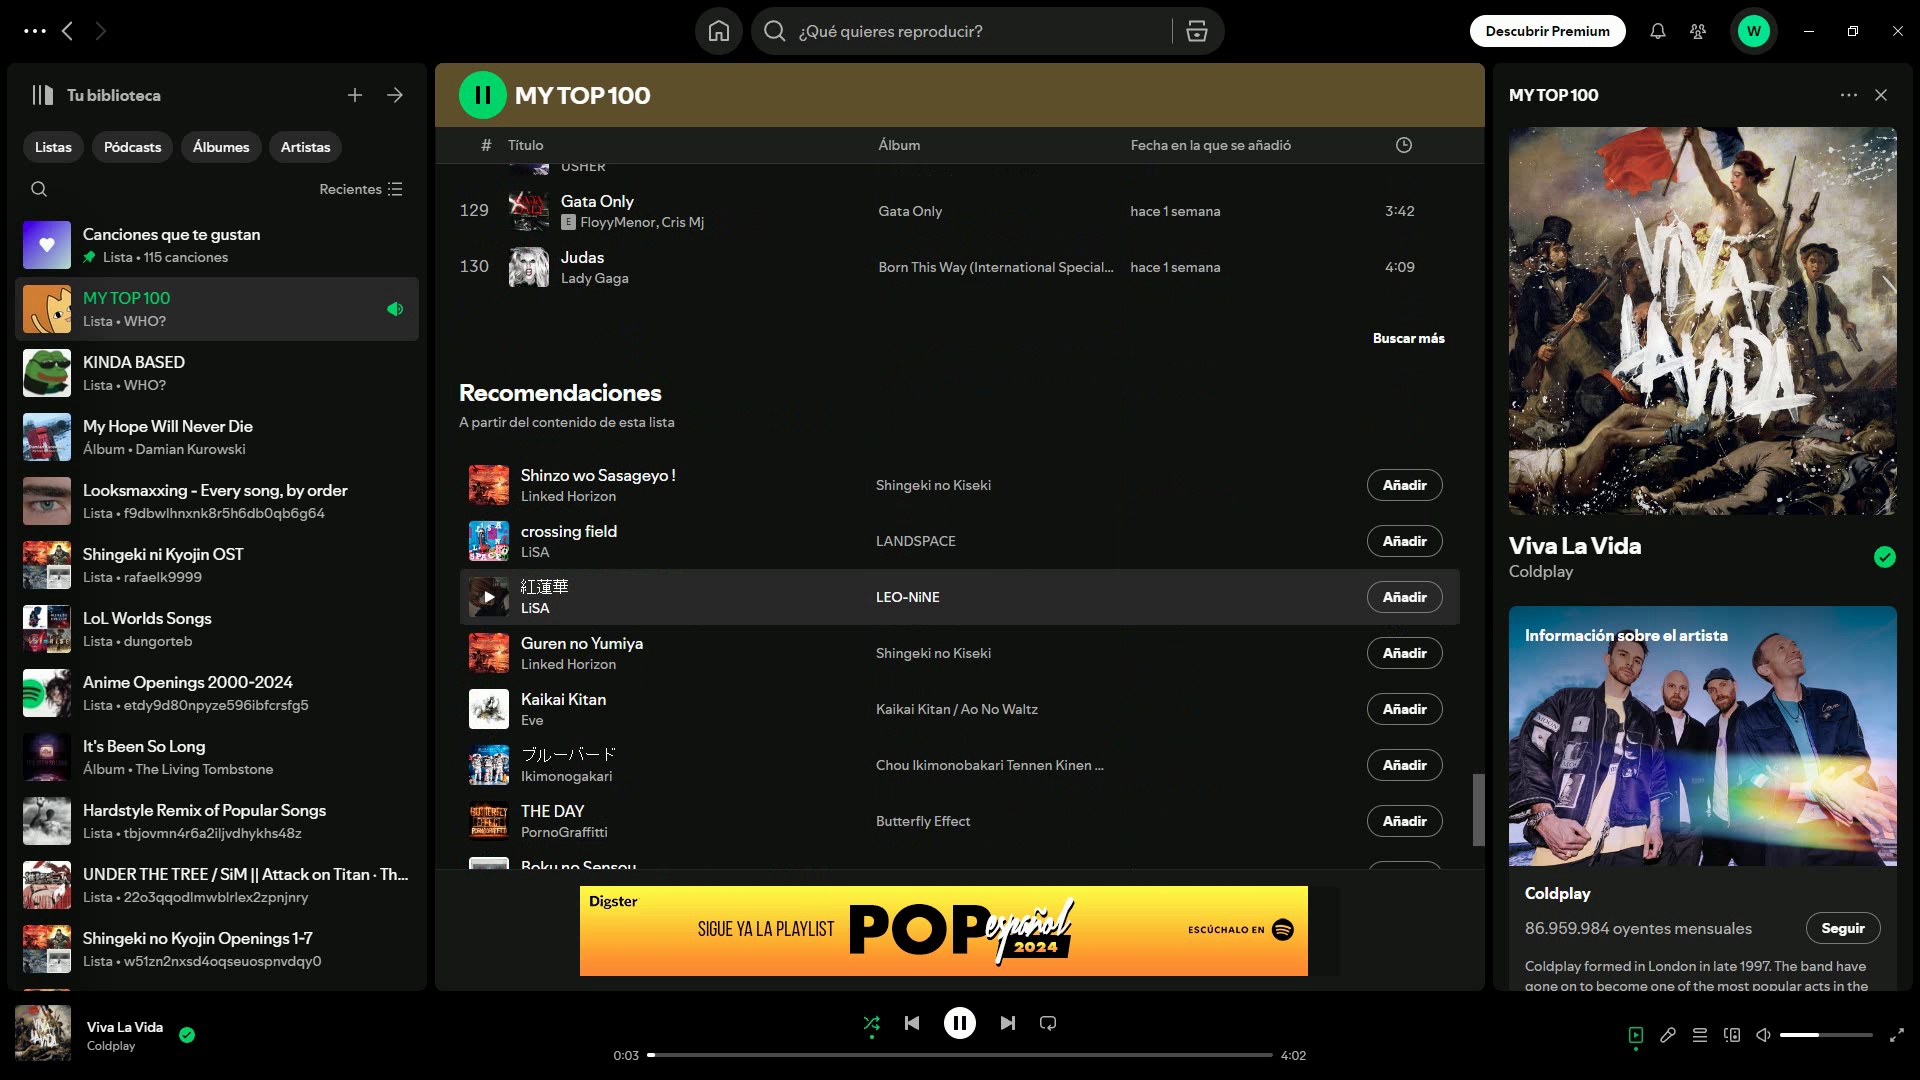 ¿Qué quieres reproducir?
Descubrir Premium
W
Tu biblioteca
Listas
Pódcasts
Álbumes
Artistas
Recientes
Canciones que te gustan
Lista • 115 canciones
MY TOP 100
Lista • WHO?
KINDA BASED
Lista • WHO?
My Hope Will Never Die
Álbum • Damian Kurowski
Looksmaxxing - Every song, by order
Lista • f9dbwlhnxnk8r5h6db0qb6g64
Shingeki ni Kyojin OST
Lista • rafaelk9999
LoL Worlds Songs
Lista • dungorteb
Anime Openings 2000-2024
Lista • etdy9d80npyze596ibfcrsfg5
It's Been So Long
Álbum • The Living Tombstone
Hardstyle Remix of Popular Songs
Lista • tbjovmn4r6a2iljvdhykhs48z
UNDER THE TREE / SiM || Attack on Titan · Th...
Lista • 22o3qqodlmwblrlex2zpnjnry
Shingeki no Kyojin Openings 1-7
Lista • w51zn2nxsd4oqseuospnvdqy0
MY TOP 100
# Título Álbum Fecha en la que se añadió
USHER
129 Gata Only Gata Only hace 1 semana 3:42
E FloyyMenor, Cris Mj
130 Judas Born This Way (International Special... hace 1 semana 4:09
Lady Gaga
Buscar más
Recomendaciones
A partir del contenido de esta lista
Shinzo wo Sasageyo ! Shingeki no Kiseki Añadir
Linked Horizon
crossing field LANDSPACE Añadir
LiSA
紅蓮華 LEO-NiNE Añadir
LiSA
Guren no Yumiya Shingeki no Kiseki Añadir
Linked Horizon
Kaikai Kitan Kaikai Kitan / Ao No Waltz Añadir
Eve
ブルーバード Chou Ikimonobakari Tennen Kinen ... Añadir
Ikimonogakari
THE DAY Butterfly Effect Añadir
PornoGraffitti
Boku no Sensou
Digster
SIGUE YA LA PLAYLIST
POP español 2024
ESCÚCHALO EN
MY TOP 100
VIVA LA VIDA
Viva La Vida
Coldplay
Información sobre el artista
Coldplay
86.959.984 oyentes mensuales
Seguir
Coldplay formed in London in late 1997. The band have
gone on to become one of the most popular acts in the
Viva La Vida
Coldplay
0:03
4:02